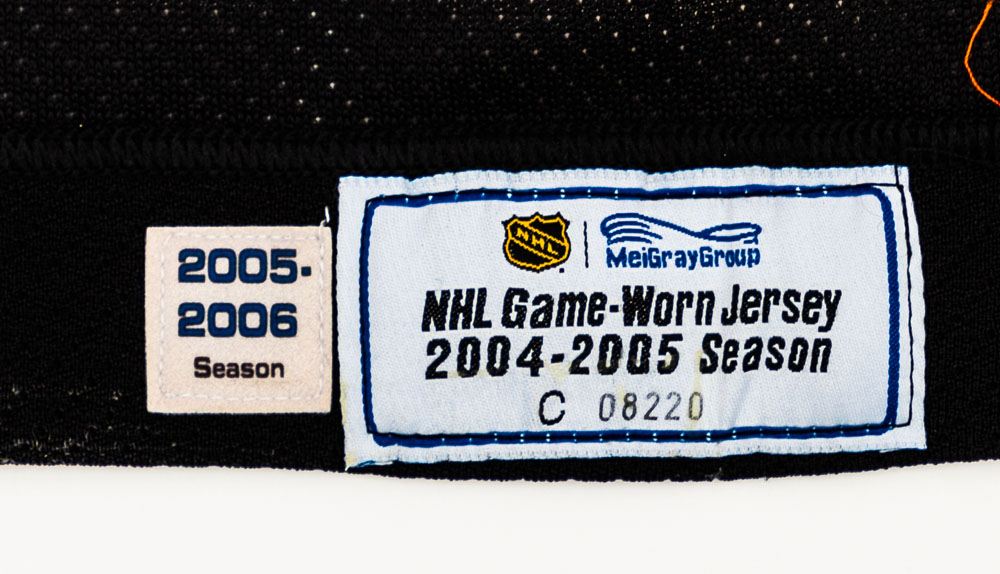 2005-
2006
Season
NHL | MeiGrayGroup
NHL Game-Worn Jersey
2004-2005 Season
C 08220